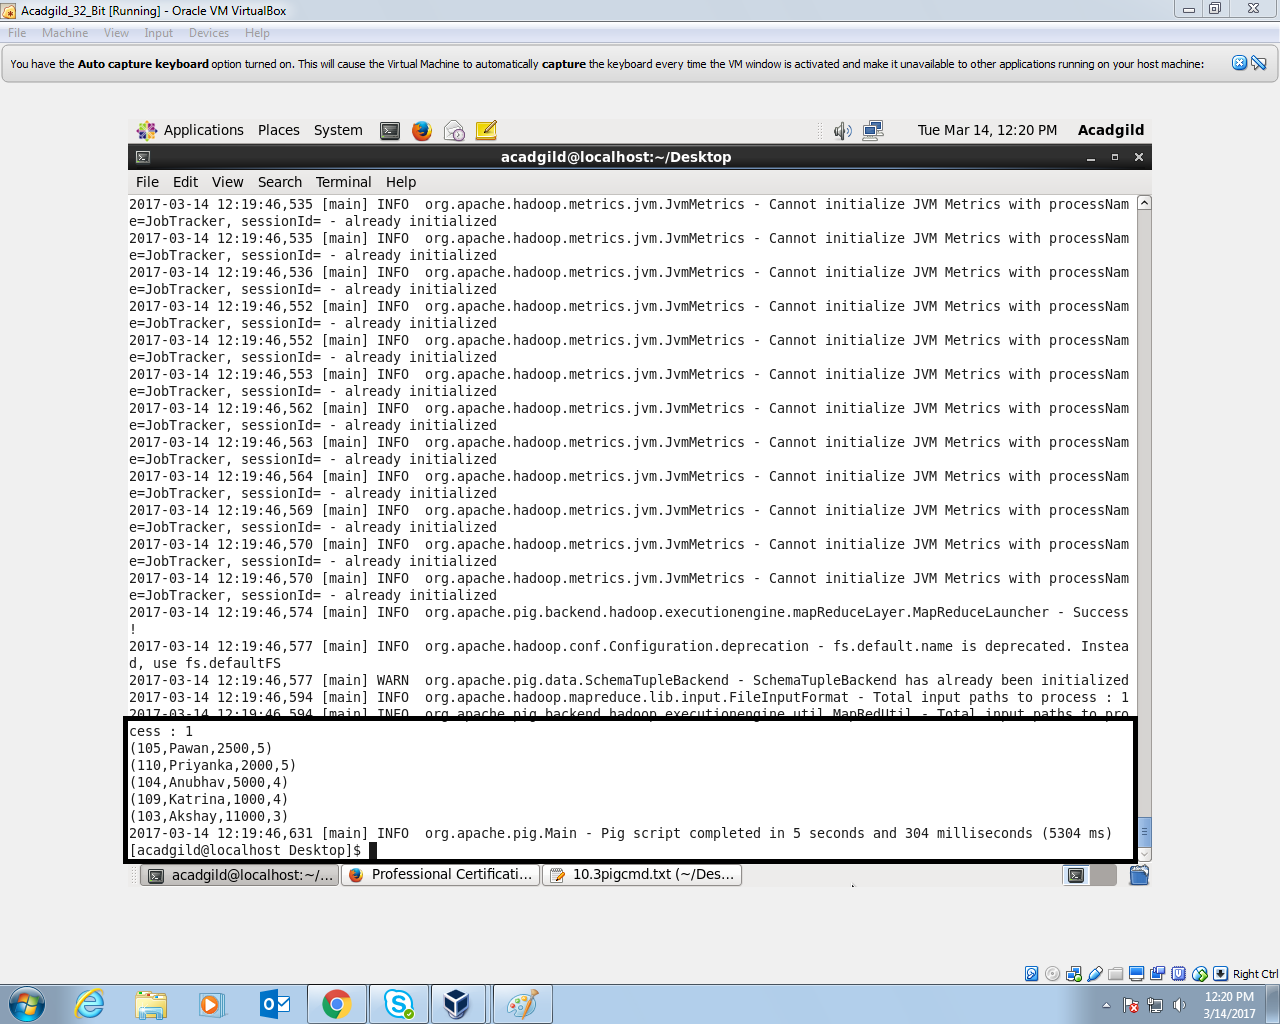 Acadgild_32_Bit [Running] - Oracle VM VirtualBox
File Machine View Input Devices Help
You have the Auto capture keyboard option turned on. This will cause the Virtual Machine to automatically capture the keyboard every time the VM window is activated and make it unavailable to other applications running on your host machine:
Applications Places System Tue Mar 14, 12:20 PM Acadgild
acadgild@localhost:~/Desktop
File Edit View Search Terminal Help
2017-03-14 12:19:46,535 [main] INFO  org.apache.hadoop.metrics.jvm.JvmMetrics - Cannot initialize JVM Metrics with processNam
e=JobTracker, sessionId= - already initialized
2017-03-14 12:19:46,535 [main] INFO  org.apache.hadoop.metrics.jvm.JvmMetrics - Cannot initialize JVM Metrics with processNam
e=JobTracker, sessionId= - already initialized
2017-03-14 12:19:46,536 [main] INFO  org.apache.hadoop.metrics.jvm.JvmMetrics - Cannot initialize JVM Metrics with processNam
e=JobTracker, sessionId= - already initialized
2017-03-14 12:19:46,552 [main] INFO  org.apache.hadoop.metrics.jvm.JvmMetrics - Cannot initialize JVM Metrics with processNam
e=JobTracker, sessionId= - already initialized
2017-03-14 12:19:46,552 [main] INFO  org.apache.hadoop.metrics.jvm.JvmMetrics - Cannot initialize JVM Metrics with processNam
e=JobTracker, sessionId= - already initialized
2017-03-14 12:19:46,553 [main] INFO  org.apache.hadoop.metrics.jvm.JvmMetrics - Cannot initialize JVM Metrics with processNam
e=JobTracker, sessionId= - already initialized
2017-03-14 12:19:46,562 [main] INFO  org.apache.hadoop.metrics.jvm.JvmMetrics - Cannot initialize JVM Metrics with processNam
e=JobTracker, sessionId= - already initialized
2017-03-14 12:19:46,563 [main] INFO  org.apache.hadoop.metrics.jvm.JvmMetrics - Cannot initialize JVM Metrics with processNam
e=JobTracker, sessionId= - already initialized
2017-03-14 12:19:46,564 [main] INFO  org.apache.hadoop.metrics.jvm.JvmMetrics - Cannot initialize JVM Metrics with processNam
e=JobTracker, sessionId= - already initialized
2017-03-14 12:19:46,569 [main] INFO  org.apache.hadoop.metrics.jvm.JvmMetrics - Cannot initialize JVM Metrics with processNam
e=JobTracker, sessionId= - already initialized
2017-03-14 12:19:46,570 [main] INFO  org.apache.hadoop.metrics.jvm.JvmMetrics - Cannot initialize JVM Metrics with processNam
e=JobTracker, sessionId= - already initialized
2017-03-14 12:19:46,570 [main] INFO  org.apache.hadoop.metrics.jvm.JvmMetrics - Cannot initialize JVM Metrics with processNam
e=JobTracker, sessionId= - already initialized
2017-03-14 12:19:46,574 [main] INFO  org.apache.pig.backend.hadoop.executionengine.mapReduceLayer.MapReduceLauncher - Success
!
2017-03-14 12:19:46,577 [main] INFO  org.apache.hadoop.conf.Configuration.deprecation - fs.default.name is deprecated. Instea
d, use fs.defaultFS
2017-03-14 12:19:46,577 [main] WARN  org.apache.pig.data.SchemaTupleBackend - SchemaTupleBackend has already been initialized
2017-03-14 12:19:46,594 [main] INFO  org.apache.hadoop.mapreduce.lib.input.FileInputFormat - Total input paths to process : 1
2017-03-14 12:19:46,594 [main] INFO  org.apache.pig.backend.hadoop.executionengine.util.MapRedUtil - Total input paths to pro
cess : 1
(105,Pawan,2500,5)
(110,Priyanka,2000,5)
(104,Anubhav,5000,4)
(109,Katrina,1000,4)
(103,Akshay,11000,3)
2017-03-14 12:19:46,631 [main] INFO  org.apache.pig.Main - Pig script completed in 5 seconds and 304 milliseconds (5304 ms)
[acadgild@localhost Desktop]$
acadgild@localhost:~/... Professional Certificati... 10.3pigcmd.txt (~/Des...
Right Ctrl
12:20 PM
3/14/2017